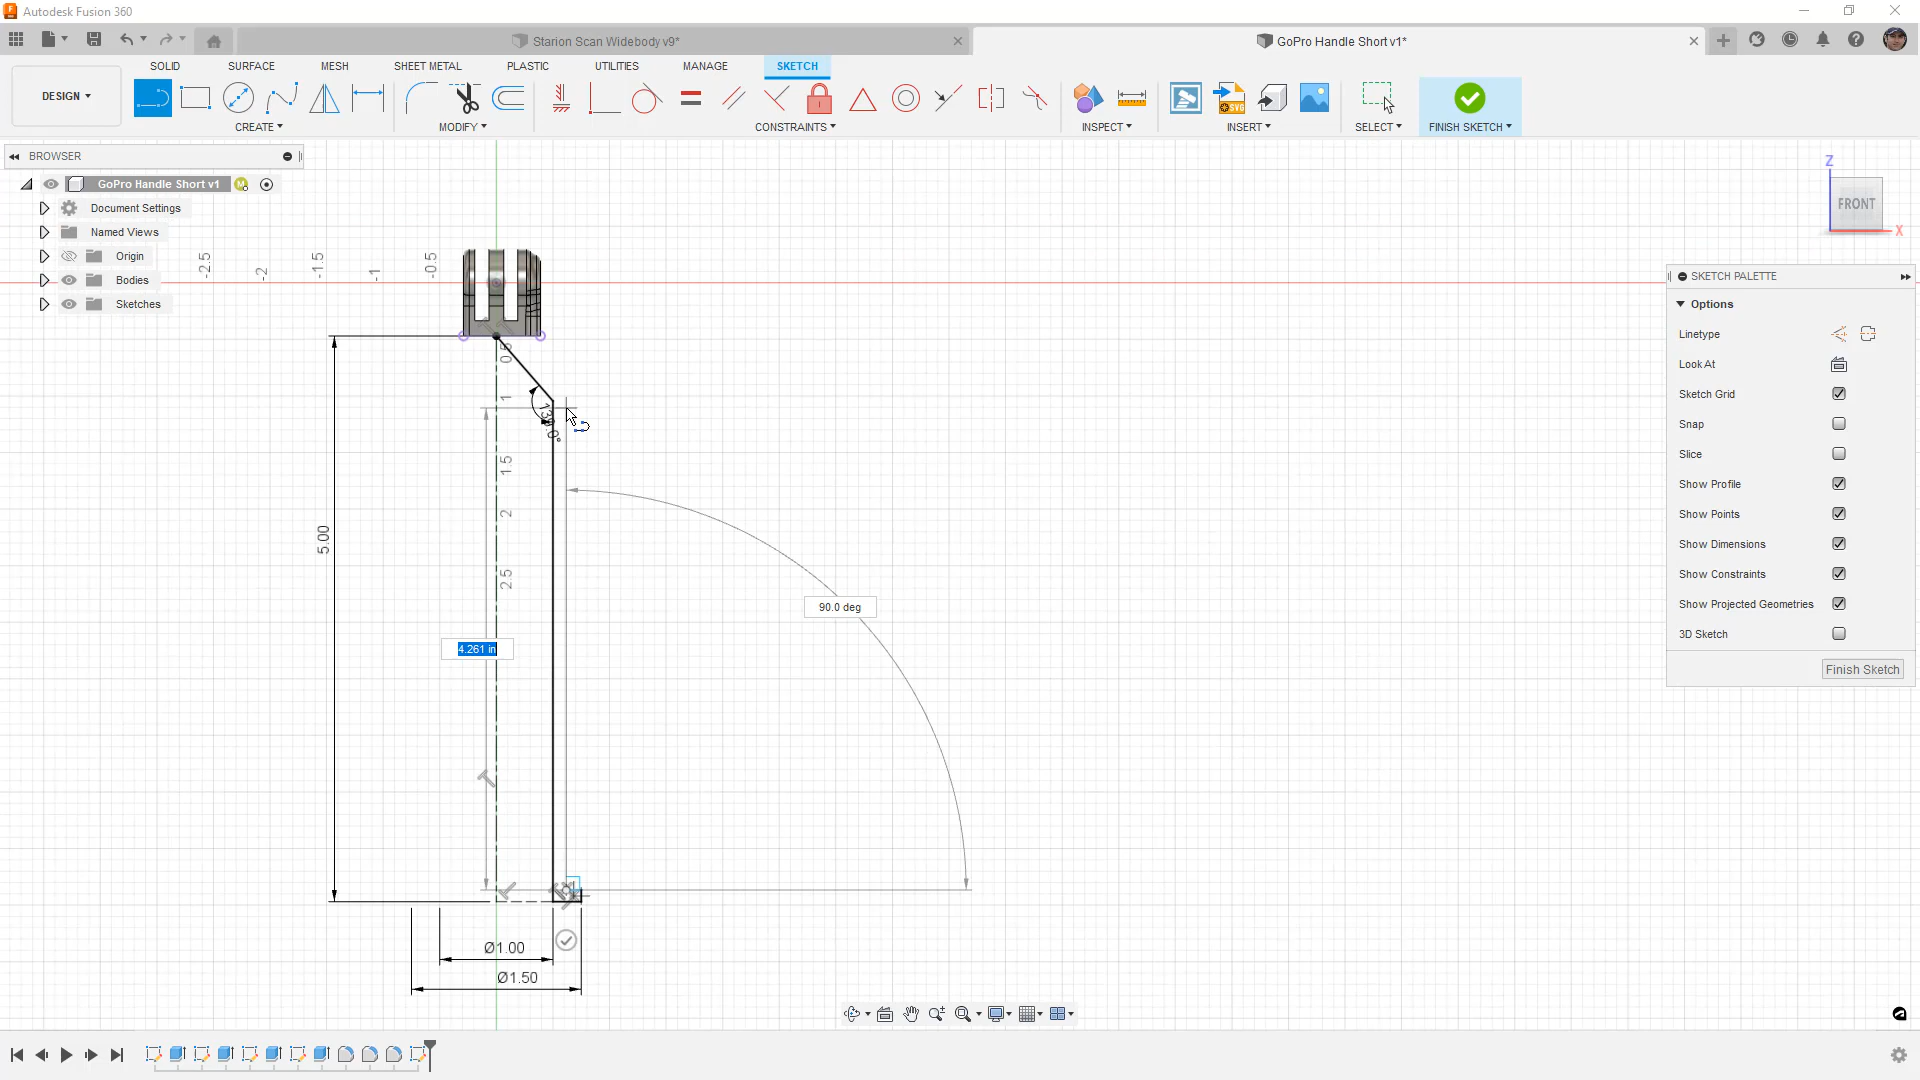 Autodesk Fusion 360
Starion Scan Widebody v9*
GoPro Handle Short v1*
SOLID
SURFACE
MESH
SHEET METAL
PLASTIC
UTILITIES
MANAGE
SKETCH
DESIGN
CREATE
MODIFY
CONSTRAINTS
INSPECT
INSERT
SELECT
FINISH SKETCH
BROWSER
GoPro Handle Short v1
Document Settings
Named Views
Origin
Bodies
Sketches
Z
FRONT
X
SKETCH PALETTE
Options
Linetype
Look At
Sketch Grid
Snap
Slice
Show Profile
Show Points
Show Dimensions
Show Constraints
Show Projected Geometries
3D Sketch
Finish Sketch
-2.5
-2
-1.5
-1
-0.5
0.5
1
1.5
2
2.5
5.00
90.0 deg
4.261 in
Ø1.00
Ø1.50